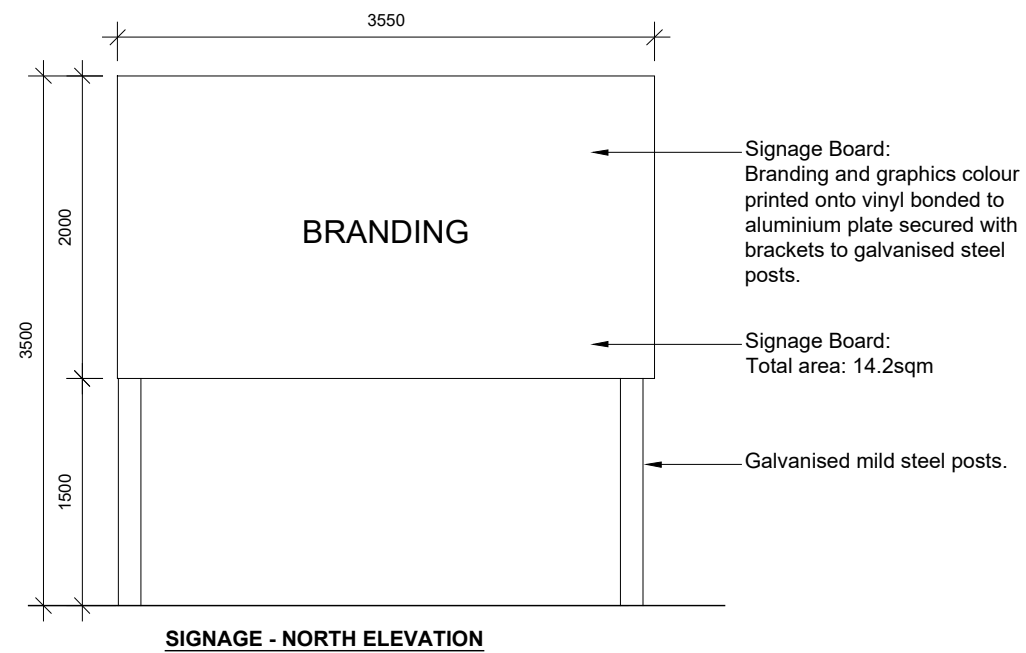 3550
Signage Board:
Branding and graphics colour
printed onto vinyl bonded to
aluminium plate secured with
brackets to galvanised steel
posts.
2000
BRANDING
3500
Signage Board:
Total area: 14.2sqm
Galvanised mild steel posts.
1500
SIGNAGE - NORTH ELEVATION